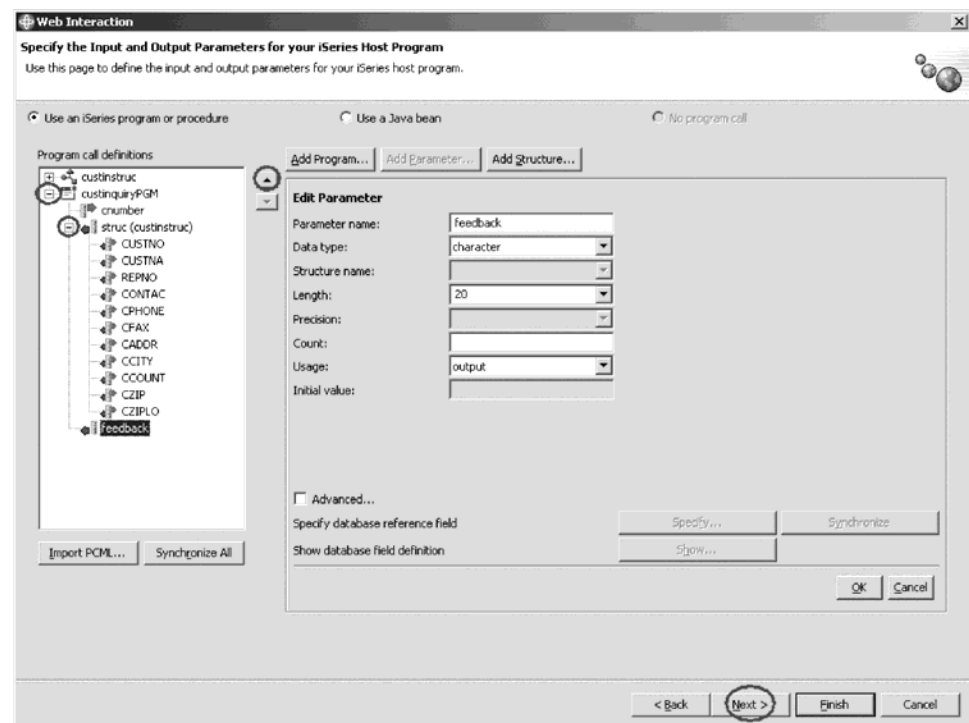 Web Interaction
Specify the Input and Output Parameters for your iSeries Host Program
Use this page to define the input and output parameters for your iSeries host program.
Use an iSeries program or procedure
Use a Java bean
No program call
Program call definitions
custinstruc
custinquiryPGM
cnumber
struc (custinstruc)
CUSTNO
CUSTNA
REPNO
CONTAC
CPHONE
CFAX
CADDR
CCITY
CCOUNT
CZIP
CZIPLO
feedback
Import PCML... Synchronize All
Add Program... Add Parameter... Add Structure...
Edit Parameter
Parameter name: feedback
Data type: character
Structure name:
Length: 20
Precision:
Count:
Usage: output
Initial value:
Advanced...
Specify database reference field Specify... Synchronize
Show database field definition Show...
OK Cancel
< Back Next > Finish Cancel